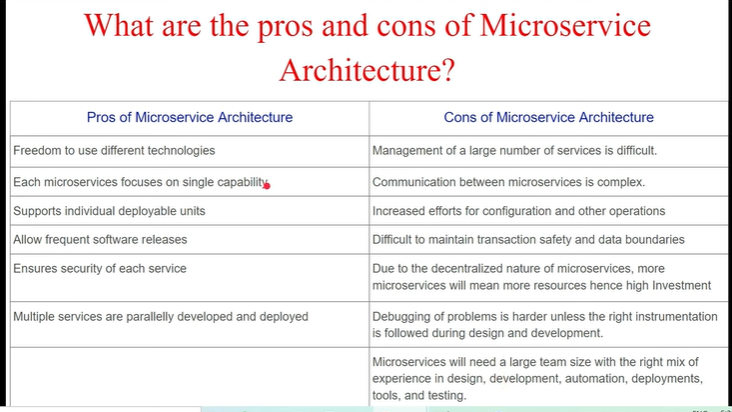 What are the pros and cons of Microservice
Architecture?
Pros of Microservice Architecture
Cons of Microservice Architecture
Freedom to use different technologies
Management of a large number of services is difficult.
Each microservices focuses on single capability
Communication between microservices is complex.
Supports individual deployable units
Increased efforts for configuration and other operations
Allow frequent software releases
Difficult to maintain transaction safety and data boundaries
Ensures security of each service
Due to the decentralized nature of microservices, more
microservices will mean more resources hence high Investment
Multiple services are parallelly developed and deployed
Debugging of problems is harder unless the right instrumentation
is followed during design and development.
Microservices will need a large team size with the right mix of
experience in design, development, automation, deployments,
tools, and testing.